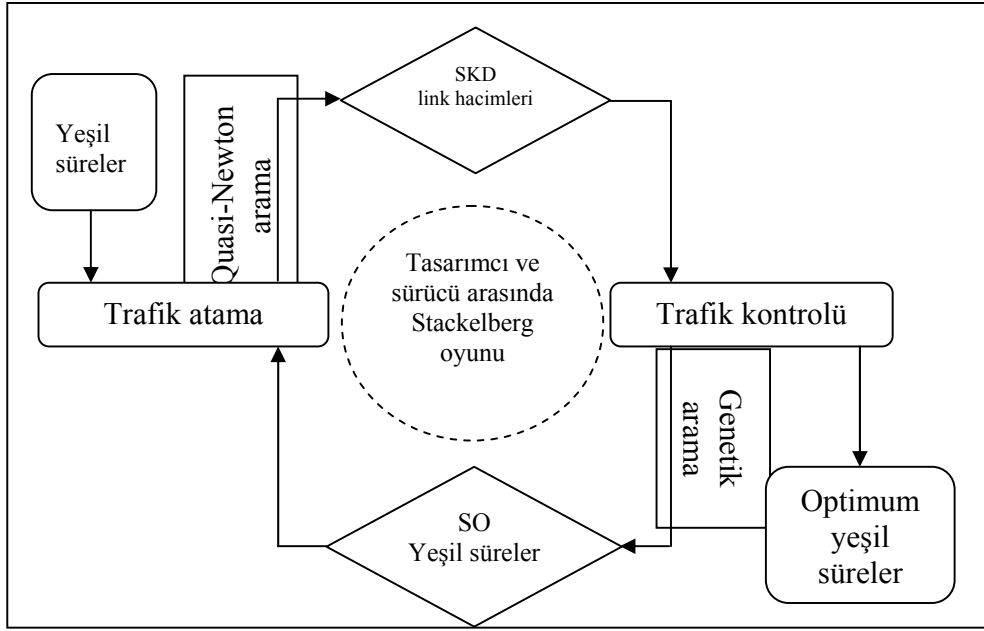 SKD
link hacimleri
Yeşil
süreler
Quasi-Newton
arama
Tasarımcı ve
sürücü arasında
Stackelberg
oyunu
Trafik atama
Trafik kontrolü
Genetik
arama
SO
Yeşil süreler
Optimum
yeşil
süreler